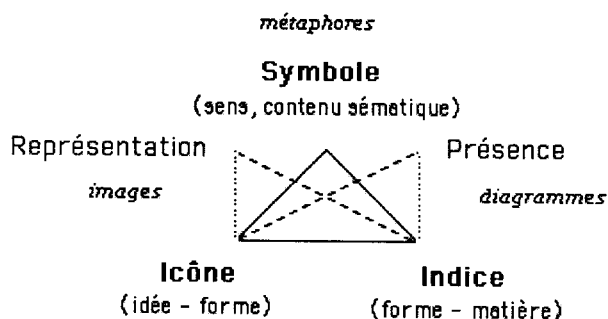 métaphores
Symbole
(sens, contenu sématique)
Représentation
Présence
images
diagrammes
Icône
Indice
(idée - forme)
(forme - matière)